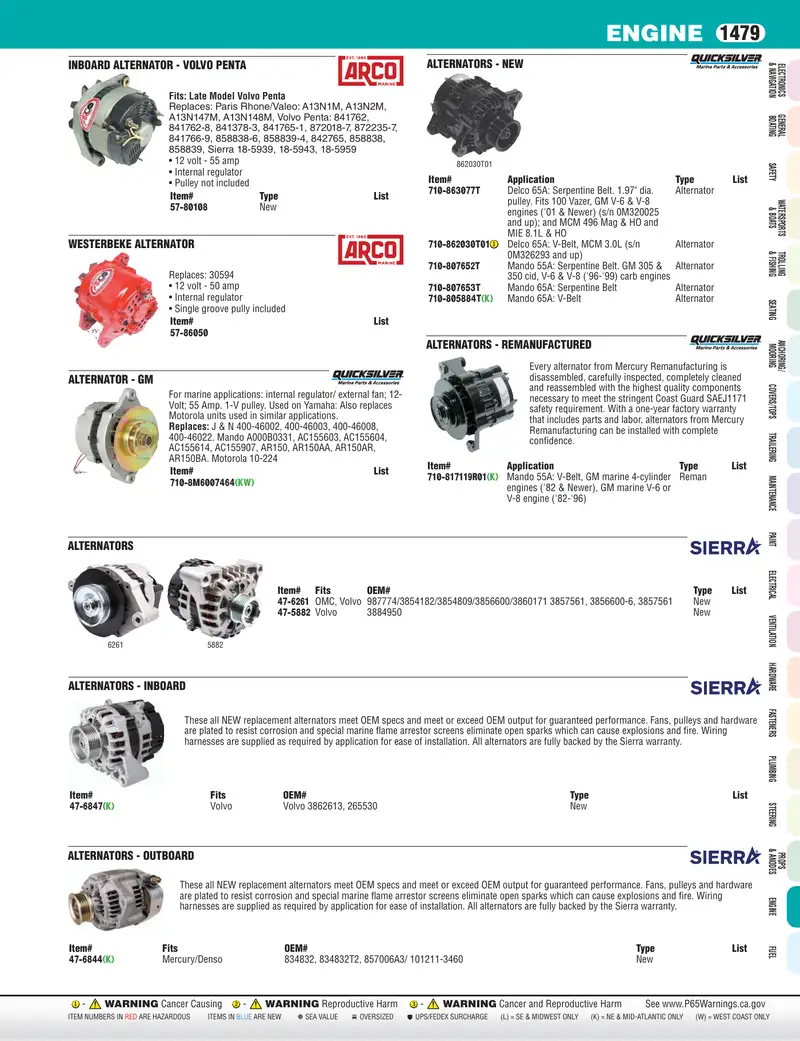 ENGINE 1479
INBOARD ALTERNATOR - VOLVO PENTA
EST. 1960
ARCO
MARINE
Fits: Late Model Volvo Penta
Replaces: Paris Rhone/Valeo: A13N1M, A13N2M,
A13N147M, A13N148M, Volvo Penta: 841762,
841762-8, 841378-3, 841765-1, 872018-7, 872235-7,
841766-9, 858838-6, 858839-4, 842765, 858838,
858839, Sierra 18-5939, 18-5943, 18-5959
• 12 volt - 55 amp
• Internal regulator
• Pulley not included
Item# Type List
57-80108 New
WESTERBEKE ALTERNATOR
EST. 1960
ARCO
MARINE
Replaces: 30594
• 12 volt - 50 amp
• Internal regulator
• Single groove pully included
Item# List
57-86050
ALTERNATOR - GM
QUICKSILVER
Marine Parts & Accessories
For marine applications: internal regulator/ external fan; 12-
Volt; 55 Amp. 1-V pulley. Used on Yamaha: Also replaces
Motorola units used in similar applications.
Replaces: J & N 400-46002, 400-46003, 400-46008,
400-46022. Mando A000B0331, AC155603, AC155604,
AC155614, AC155907, AR150, AR150AA, AR150AR,
AR150BA. Motorola 10-224
Item# List
710-8M6007464(KW)
ALTERNATORS - NEW
QUICKSILVER
Marine Parts & Accessories
862030T01
Item# Application Type List
710-863077T Delco 65A: Serpentine Belt. 1.97" dia. Alternator
pulley. Fits 100 Vazer, GM V-6 & V-8
engines ('01 & Newer) (s/n 0M320025
and up); and MCM 496 Mag & HO and
MIE 8.1L & HO
710-862030T01 Delco 65A: V-Belt, MCM 3.0L (s/n Alternator
0M326293 and up)
710-807652T Mando 55A: Serpentine Belt. GM 305 & Alternator
350 cid, V-6 & V-8 ('96-'99) carb engines
710-807653T Mando 65A: Serpentine Belt Alternator
710-805884T(K) Mando 65A: V-Belt Alternator
ALTERNATORS - REMANUFACTURED
QUICKSILVER
Marine Parts & Accessories
Every alternator from Mercury Remanufacturing is
disassembled, carefully inspected, completely cleaned
and reassembled with the highest quality components
necessary to meet the stringent Coast Guard SAEJ1171
safety requirement. With a one-year factory warranty
that includes parts and labor, alternators from Mercury
Remanufacturing can be installed with complete
confidence.
Item# Application Type List
710-817119R01(K) Mando 55A: V-Belt, GM marine 4-cylinder Reman
engines ('82 & Newer), GM marine V-6 or
V-8 engine ('82-'96)
ALTERNATORS
SIERRA
6261 5882
Item# Fits OEM# Type List
47-6261 OMC, Volvo 987774/3854182/3854809/3856600/3860171 3857561, 3856600-6, 3857561 New
47-5882 Volvo 3884950 New
ALTERNATORS - INBOARD
SIERRA
These all NEW replacement alternators meet OEM specs and meet or exceed OEM output for guaranteed performance. Fans, pulleys and hardware
are plated to resist corrosion and special marine flame arrestor screens eliminate open sparks which can cause explosions and fire. Wiring
harnesses are supplied as required by application for ease of installation. All alternators are fully backed by the Sierra warranty.
Item# Fits OEM# Type List
47-6847(K) Volvo Volvo 3862613, 265530 New
ALTERNATORS - OUTBOARD
SIERRA
These all NEW replacement alternators meet OEM specs and meet or exceed OEM output for guaranteed performance. Fans, pulleys and hardware
are plated to resist corrosion and special marine flame arrestor screens eliminate open sparks which can cause explosions and fire. Wiring
harnesses are supplied as required by application for ease of installation. All alternators are fully backed by the Sierra warranty.
Item# Fits OEM# Type List
47-6844(K) Mercury/Denso 834832, 834832T2, 857006A3/ 101211-3460 New
ELECTRONICS
& NAVIGATION
GENERAL
BOATING
SAFETY
WATERSPORTS
& BOATS
TROLLING
& FISHING
SEATING
ANCHORING/
MOORING
COVERS/TOPS
TRAILERING
MAINTENANCE
PAINT
ELECTRICAL
VENTILATION
HARDWARE
FASTENERS
PLUMBING
STEERING
PROPS
& ANODES
ENGINE
FUEL
1 - WARNING Cancer Causing 2 - WARNING Reproductive Harm 3 - WARNING Cancer and Reproductive Harm See www.P65Warnings.ca.gov
ITEM NUMBERS IN RED ARE HAZARDOUS ITEMS IN BLUE ARE NEW SEA VALUE OVERSIZED UPS/FEDEX SURCHARGE (L) = SE & MIDWEST ONLY (K) = NE & MID-ATLANTIC ONLY (W) = WEST COAST ONLY